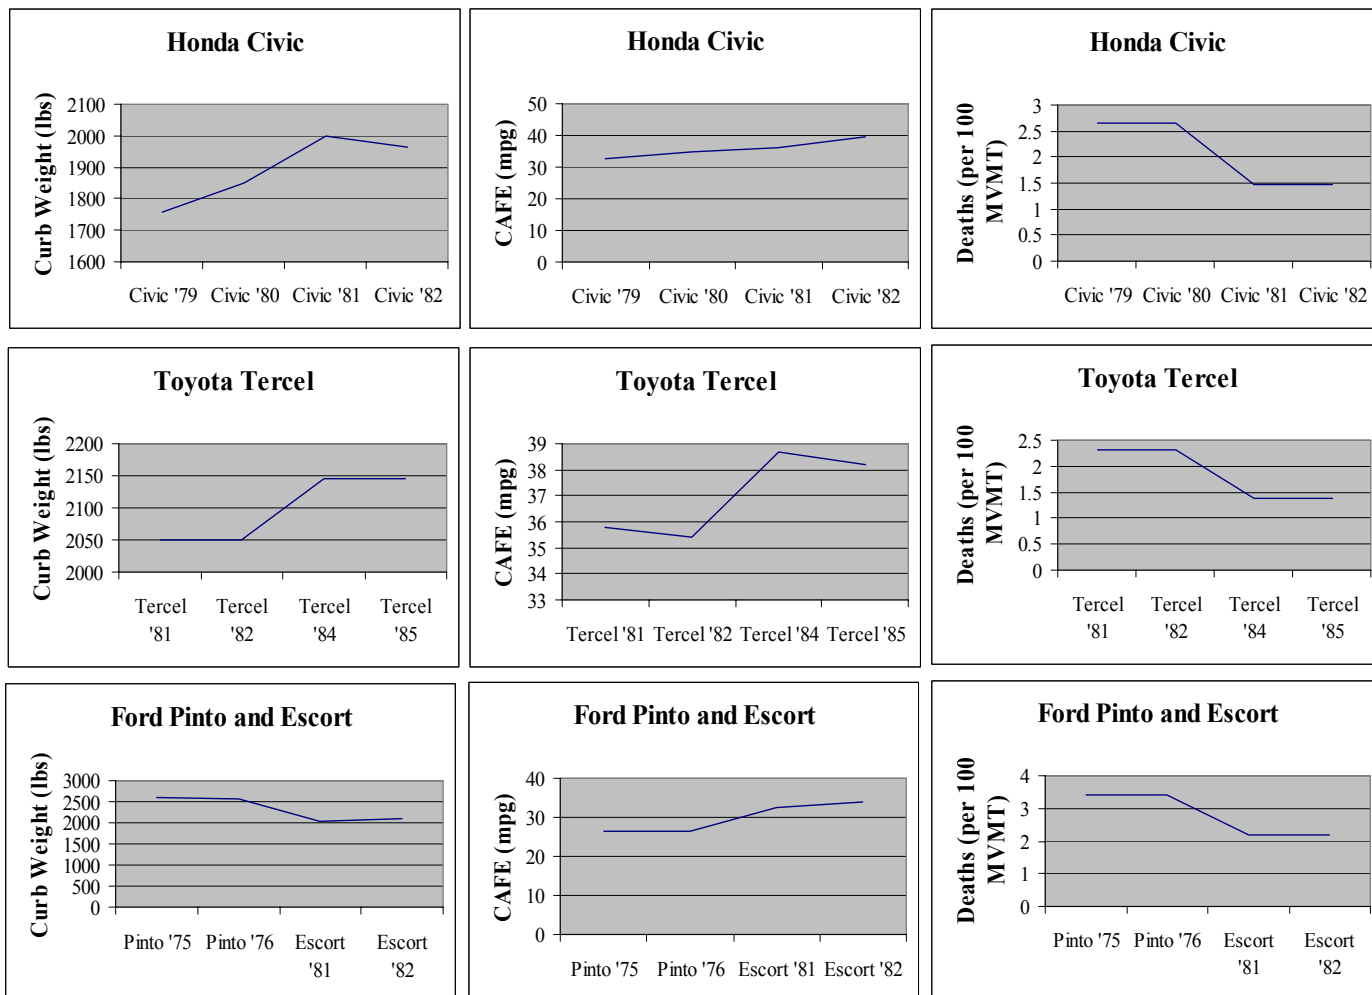 Honda Civic
Curb Weight (lbs)
2100
2000
1900
1800
1700
1600
Civic '79 Civic '80 Civic '81 Civic '82
Honda Civic
CAFE (mpg)
50
40
30
20
10
0
Civic '79 Civic '80 Civic '81 Civic '82
Honda Civic
Deaths (per 100
MVMT)
3
2.5
2
1.5
1
0.5
0
Civic '79 Civic '80 Civic '81 Civic '82
Toyota Tercel
Curb Weight (lbs)
2200
2150
2100
2050
2000
Tercel Tercel Tercel Tercel
'81 '82 '84 '85
Toyota Tercel
CAFE (mpg)
39
38
37
36
35
34
33
Tercel '81 Tercel '82 Tercel '84 Tercel '85
Toyota Tercel
Deaths (per 100
MVMT)
2.5
2
1.5
1
0.5
0
Tercel Tercel Tercel Tercel
'81 '82 '84 '85
Ford Pinto and Escort
Curb Weight (lbs)
3000
2500
2000
1500
1000
500
0
Pinto '75 Pinto '76 Escort Escort
'81 '82
Ford Pinto and Escort
CAFE (mpg)
40
30
20
10
0
Pinto '75 Pinto '76 Escort '81 Escort '82
Ford Pinto and Escort
Deaths (per 100
MVMT)
4
3
2
1
0
Pinto '75 Pinto '76 Escort Escort
'81 '82